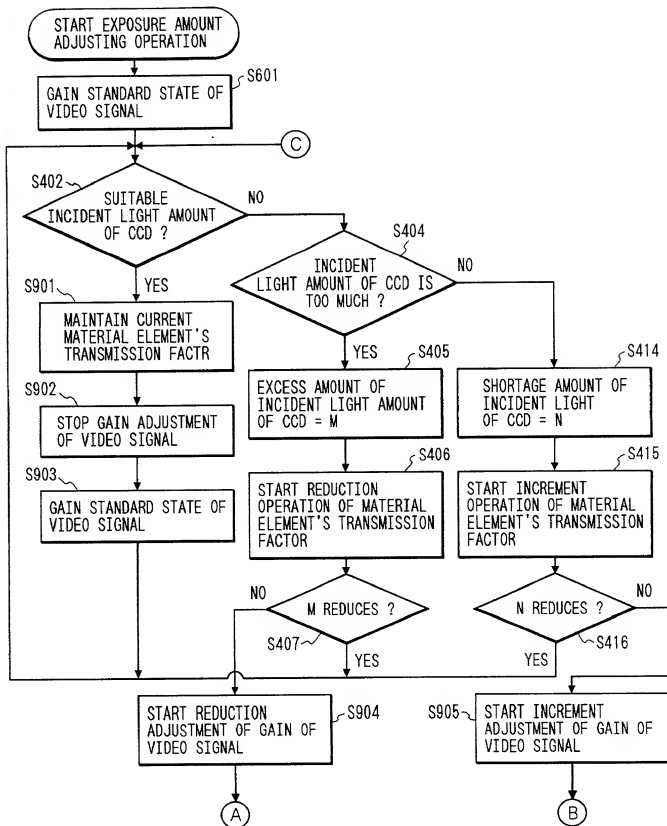 START EXPOSURE AMOUNT
ADJUSTING OPERATION
S601
GAIN STANDARD STATE OF
VIDEO SIGNAL
C
S402
SUITABLE
INCIDENT LIGHT AMOUNT
OF CCD ?
NO
YES
S404
INCIDENT
LIGHT AMOUNT OF CCD IS
TOO MUCH ?
NO
YES
S901
MAINTAIN CURRENT
MATERIAL ELEMENT'S
TRANSMISSION FACTR
S902
STOP GAIN ADJUSTMENT
OF VIDEO SIGNAL
S903
GAIN STANDARD STATE OF
VIDEO SIGNAL
S405
EXCESS AMOUNT OF
INCIDENT LIGHT AMOUNT
OF CCD = M
S406
START REDUCTION
OPERATION OF MATERIAL
ELEMENT'S TRANSMISSION
FACTOR
NO
M REDUCES ?
S407
YES
S414
SHORTAGE AMOUNT OF
INCIDENT LIGHT
OF CCD = N
S415
START INCREMENT
OPERATION OF MATERIAL
ELEMENT'S TRANSMISSION
FACTOR
NO
N REDUCES ?
YES
S416
S904
START REDUCTION
ADJUSTMENT OF GAIN OF
VIDEO SIGNAL
A
S905
START INCREMENT
ADJUSTMENT OF GAIN OF
VIDEO SIGNAL
B